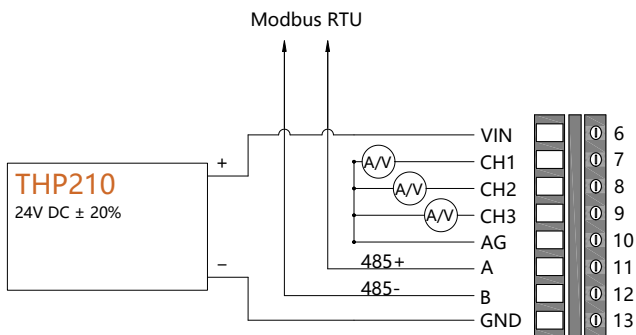 Modbus RTU
VIN 6
+ A/V CH1 7
THP210
24V DC ± 20%
A/V CH2 8
A/V CH3 9
AG 10
485+ A 11
− 485- B 12
GND 13